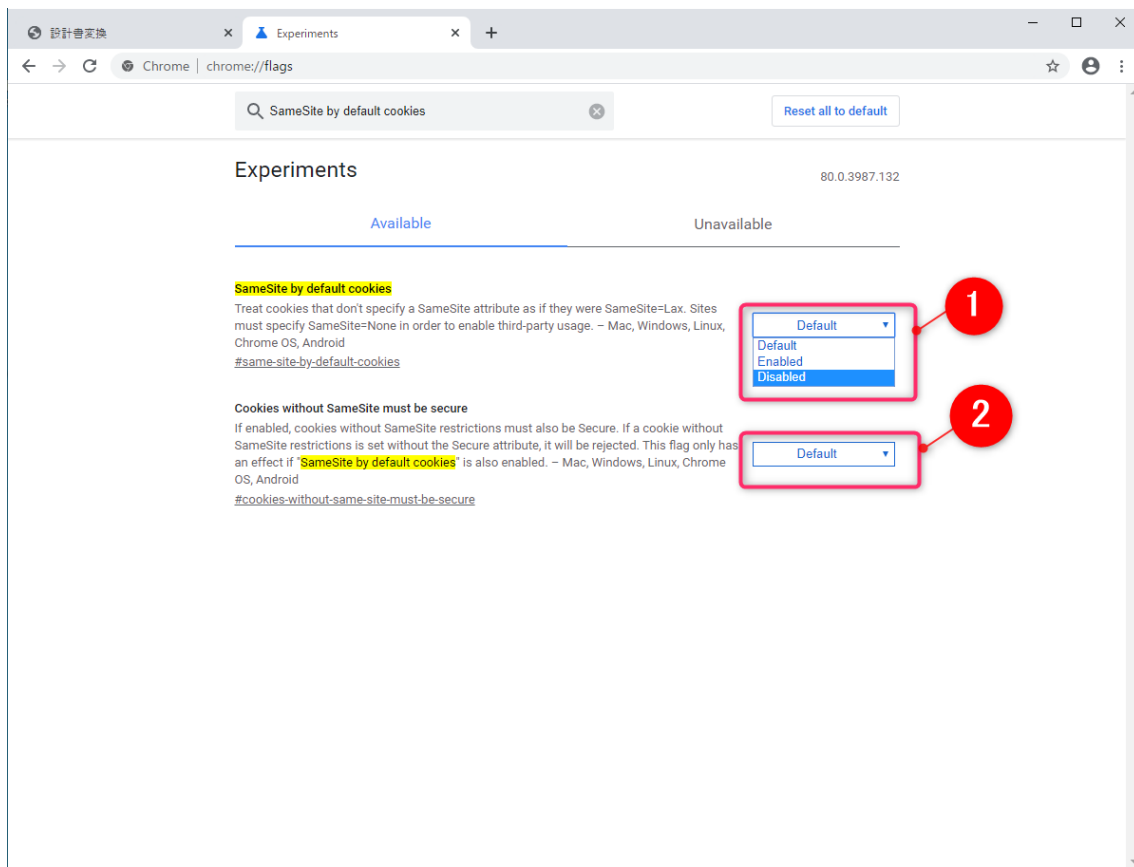 設計書変換
Experiments
Chrome | chrome://flags
SameSite by default cookies
Reset all to default
Experiments
80.0.3987.132
Available
Unavailable
SameSite by default cookies
Treat cookies that don't specify a SameSite attribute as if they were SameSite=Lax. Sites
must specify SameSite=None in order to enable third-party usage. – Mac, Windows, Linux,
Chrome OS, Android
#same-site-by-default-cookies
Default
Default
Enabled
Disabled
1
Cookies without SameSite must be secure
If enabled, cookies without SameSite restrictions must also be Secure. If a cookie without
SameSite restrictions is set without the Secure attribute, it will be rejected. This flag only has
an effect if "SameSite by default cookies" is also enabled. – Mac, Windows, Linux, Chrome
OS, Android
#cookies-without-same-site-must-be-secure
Default
2